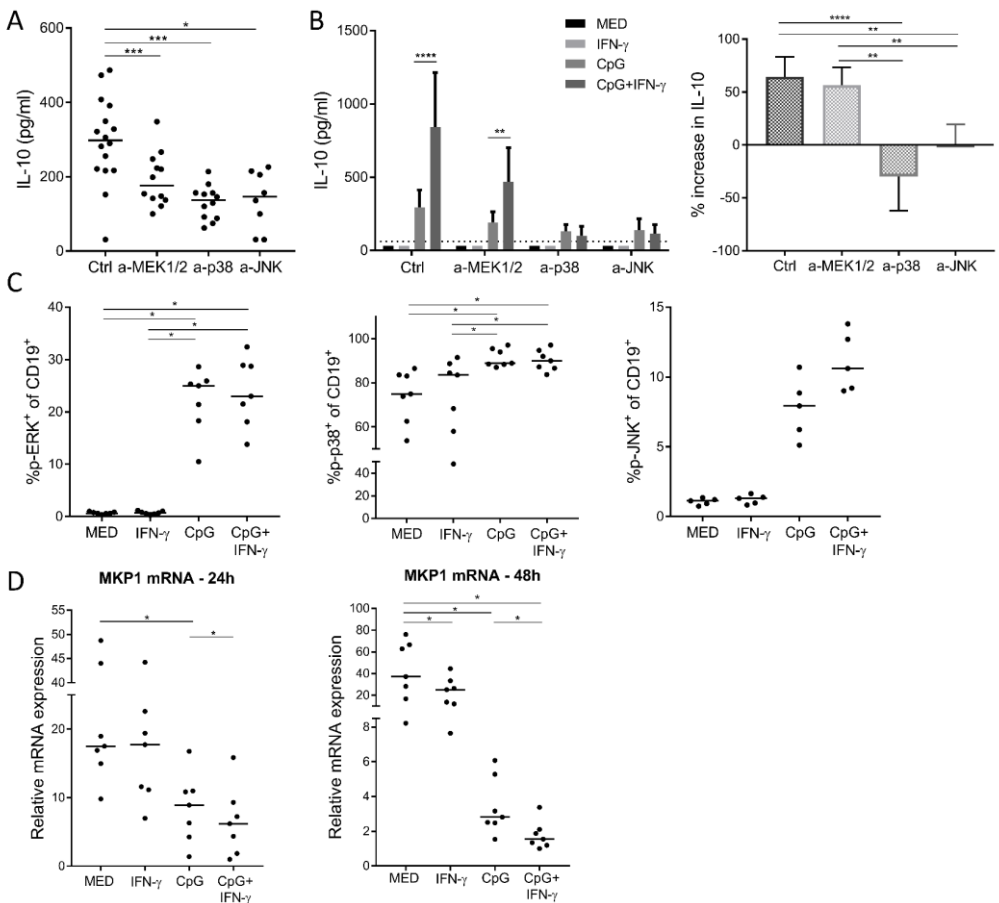 A
IL-10 (pg/ml)
600
400
200
0
*
***
***
Ctrl a-MEK1/2 a-p38 a-JNK
B
IL-10 (pg/ml)
1500
1000
500
0
****
**
MED
IFN-γ
CpG
CpG+IFN-γ
Ctrl a-MEK1/2 a-p38 a-JNK
% increase in IL-10
100
50
0
-50
-100
****
**
**
**
Ctrl a-MEK1/2 a-p38 a-JNK
C
%p-ERK+ of CD19+
40
30
20
10
0
*
*
*
*
MED IFN-γ CpG CpG+
IFN-γ
%p-p38+ of CD19+
100
80
60
40
20
0
*
*
*
*
MED IFN-γ CpG CpG+
IFN-γ
%p-JNK+ of CD19+
15
10
5
0
MED IFN-γ CpG CpG+
IFN-γ
D
MKP1 mRNA - 24h
Relative mRNA expression
55
50
45
40
20
10
0
*
*
MED IFN-γ CpG CpG+
IFN-γ
MKP1 mRNA - 48h
Relative mRNA expression
100
80
60
40
20
8
6
4
2
0
*
*
*
*
MED IFN-γ CpG CpG+
IFN-γ